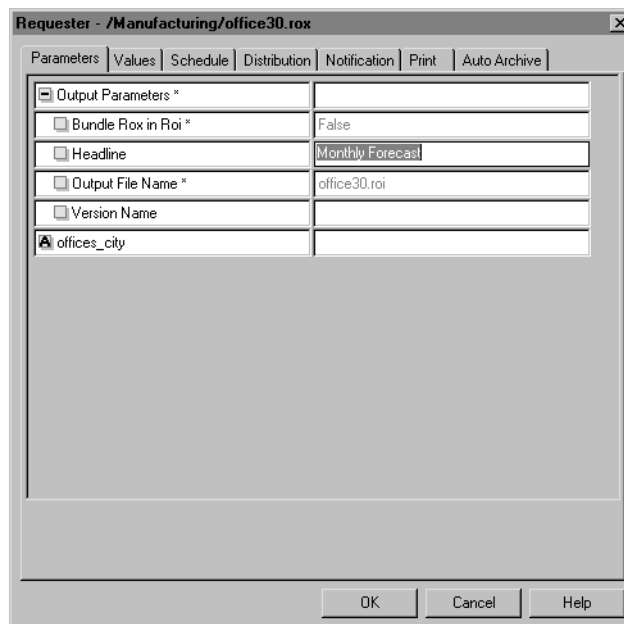 Requester - /Manufacturing/office30.rox
Parameters Values Schedule Distribution Notification Print Auto Archive
Output Parameters *
Bundle Rox in Roi * False
Headline Monthly Forecast
Output File Name * office30.roi
Version Name
A offices_city
OK Cancel Help